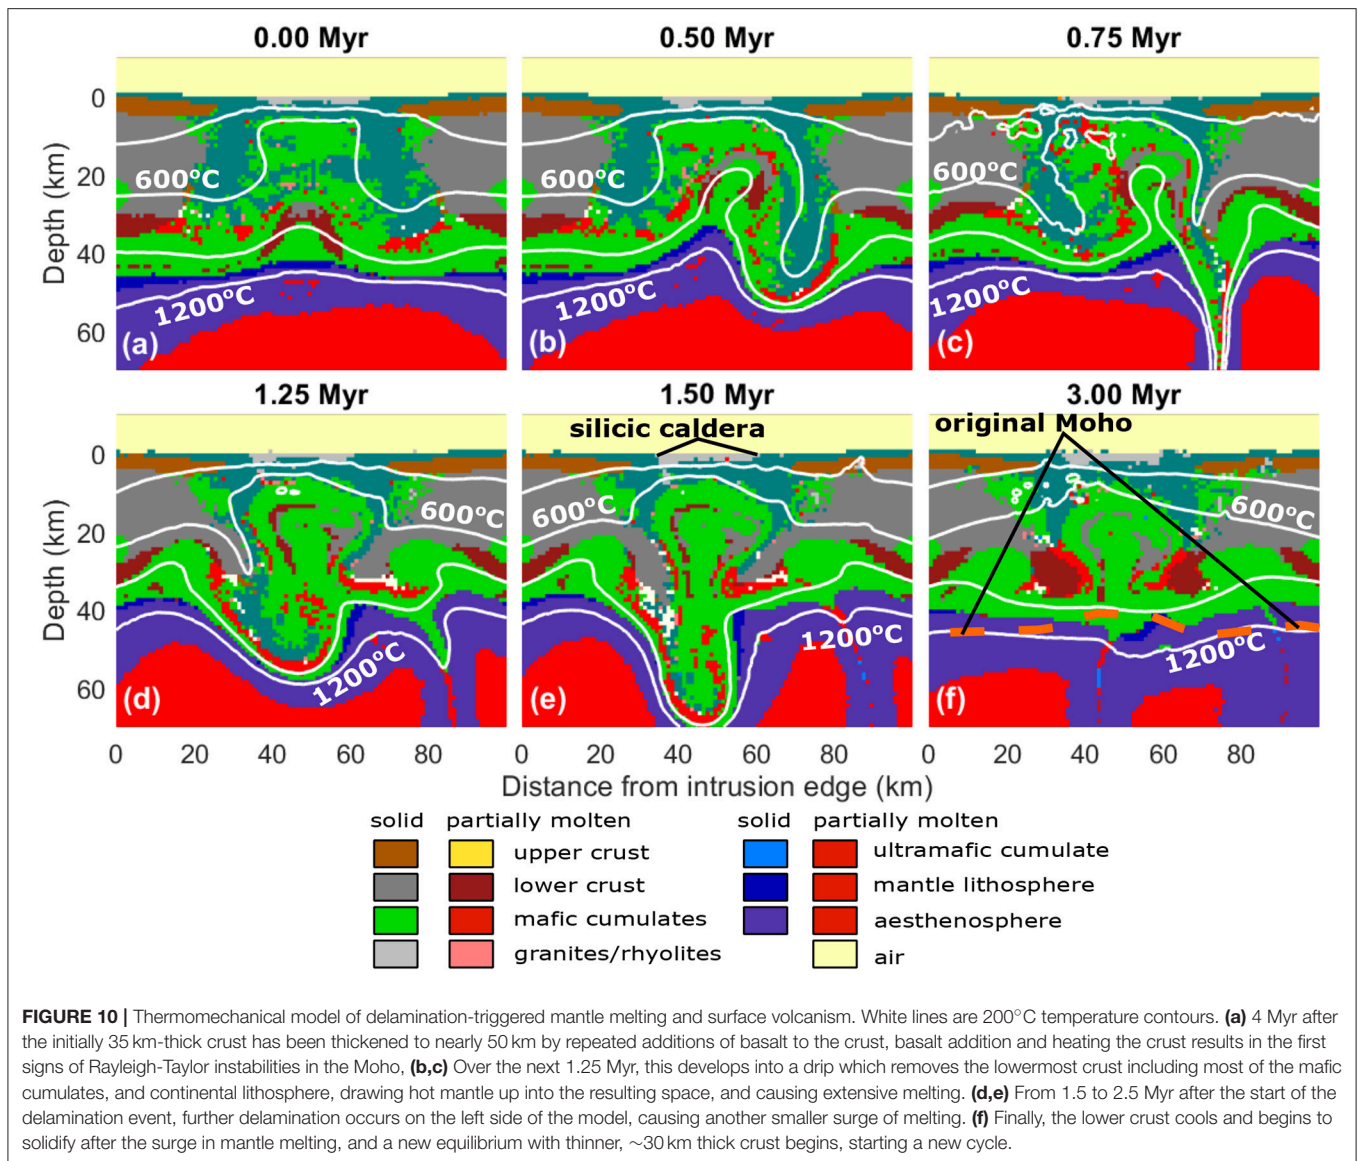 0.00 Myr
0.50 Myr
0.75 Myr
Depth (km)
0
20
40
60
600°C
1200°C
(a)
600°C
1200°C
(b)
600°C
1200°C
(c)
1.25 Myr
1.50 Myr
3.00 Myr
silicic caldera
original Moho
Depth (km)
0
20
40
60
600°C
1200°C
(d)
600°C
1200°C
(e)
600°C
1200°C
(f)
0 20 40 60 80 0 20 40 60 80 0 20 40 60 80
Distance from intrusion edge (km)
solid partially molten solid partially molten
upper crust ultramafic cumulate
lower crust mantle lithosphere
mafic cumulates aesthenosphere
granites/rhyolites air
FIGURE 10 | Thermomechanical model of delamination-triggered mantle melting and surface volcanism. White lines are 200°C temperature contours. (a) 4 Myr after
the initially 35 km-thick crust has been thickened to nearly 50 km by repeated additions of basalt to the crust, basalt addition and heating the crust results in the first
signs of Rayleigh-Taylor instabilities in the Moho, (b,c) Over the next 1.25 Myr, this develops into a drip which removes the lowermost crust including most of the mafic
cumulates, and continental lithosphere, drawing hot mantle up into the resulting space, and causing extensive melting. (d,e) From 1.5 to 2.5 Myr after the start of the
delamination event, further delamination occurs on the left side of the model, causing another smaller surge of melting. (f) Finally, the lower crust cools and begins to
solidify after the surge in mantle melting, and a new equilibrium with thinner, ~30 km thick crust begins, starting a new cycle.